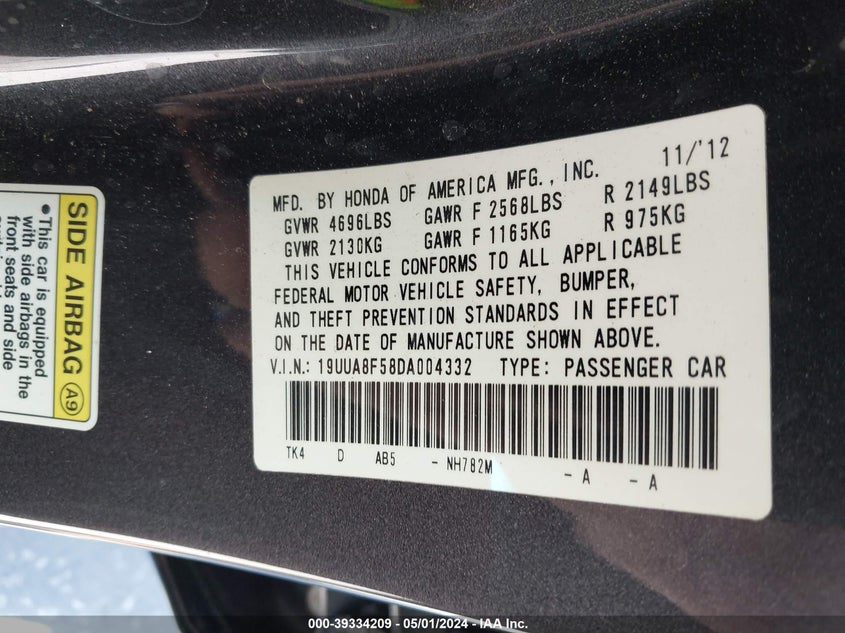 SIDE AIRBAG A9
•This car is equipped
with side airbags in the
front seats and side
MFD. BY HONDA OF AMERICA MFG., INC. 11/'12
GVWR 4696LBS GAWR F 2568LBS R 2149LBS
GVWR 2130KG GAWR F 1165KG R 975KG
THIS VEHICLE CONFORMS TO ALL APPLICABLE
FEDERAL MOTOR VEHICLE SAFETY, BUMPER,
AND THEFT PREVENTION STANDARDS IN EFFECT
ON THE DATE OF MANUFACTURE SHOWN ABOVE.
V.I.N.: 19UUA8F58DA004332 TYPE: PASSENGER CAR
TK4 D AB5 - NH782M - A - A
000-39334209 - 05/01/2024 - IAA Inc.